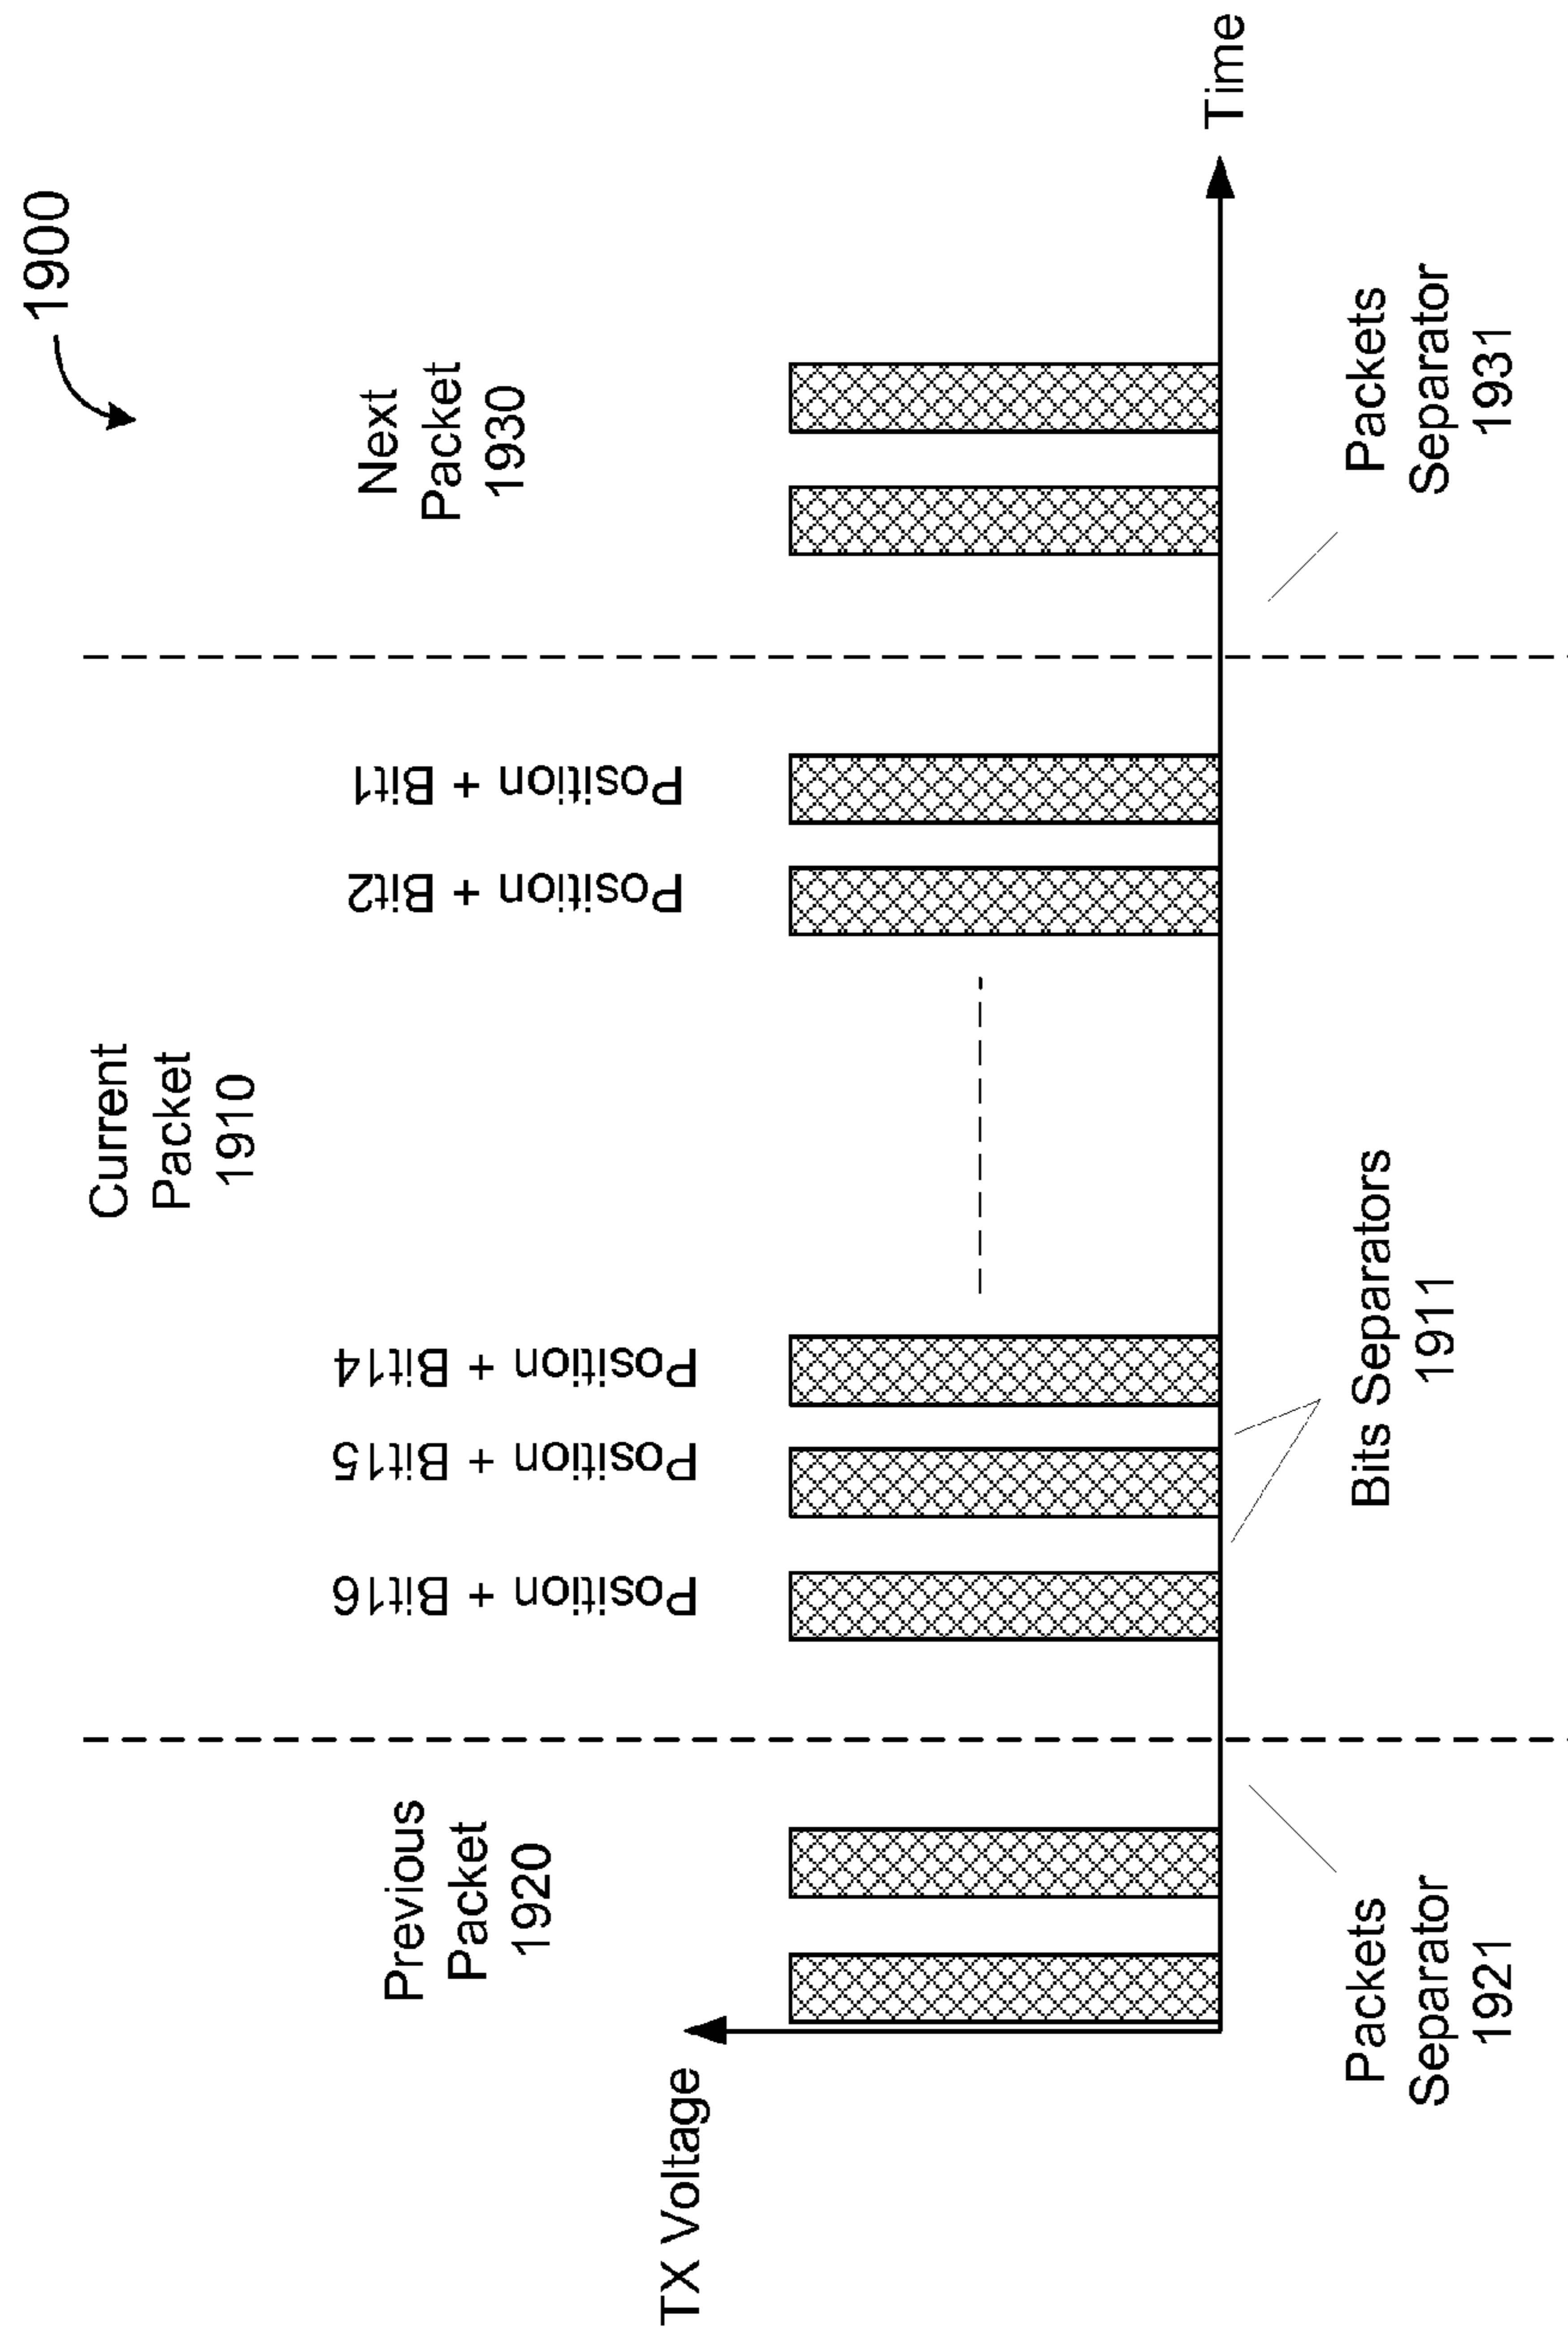 1900
Current
Packet
1910
Previous
Packet
1920
Next
Packet
1930
Position + Bit16
Position + Bit15
Position + Bit14
Position + Bit2
Position + Bit1
TX Voltage
Time
Packets
Separator
1921
Bits Separators
1911
Packets
Separator
1931